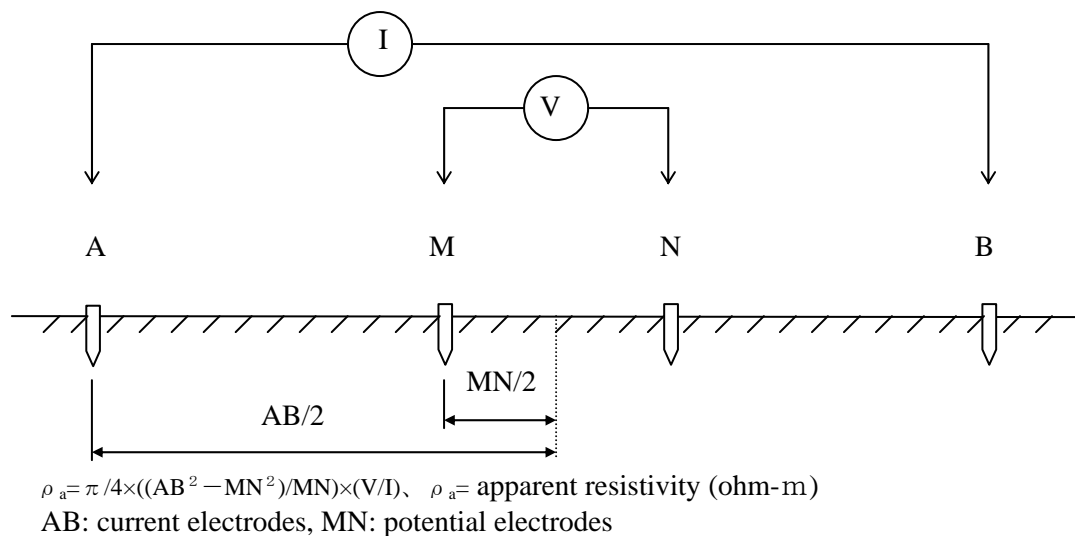 I
V
A M N B
MN/2
AB/2
ρa=π/4×((AB²－MN²)/MN)×(V/I)、ρa= apparent resistivity (ohm-m)
AB: current electrodes, MN: potential electrodes